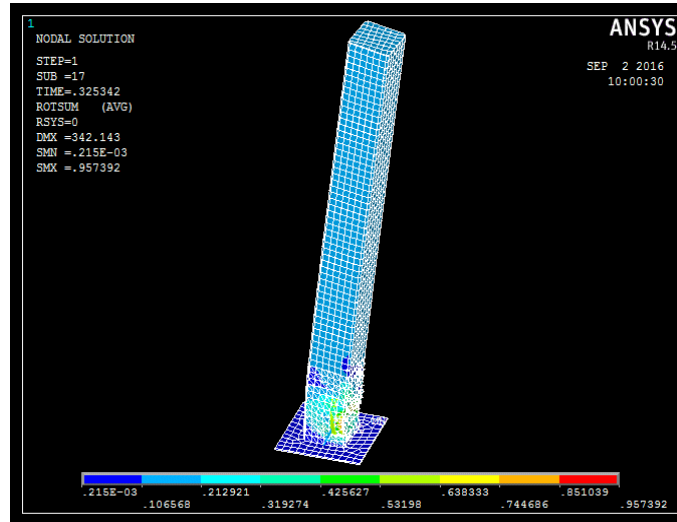 1
NODAL SOLUTION
STEP=1
SUB =17
TIME=.325342
ROTSUM (AVG)
RSYS=0
DMX =342.143
SMN =.215E-03
SMX =.957392
ANSYS
R14.5
SEP 2 2016
10:00:30
.215E-03 .212921 .425627 .638333 .851039
.106568 .319274 .53198 .744686 .957392